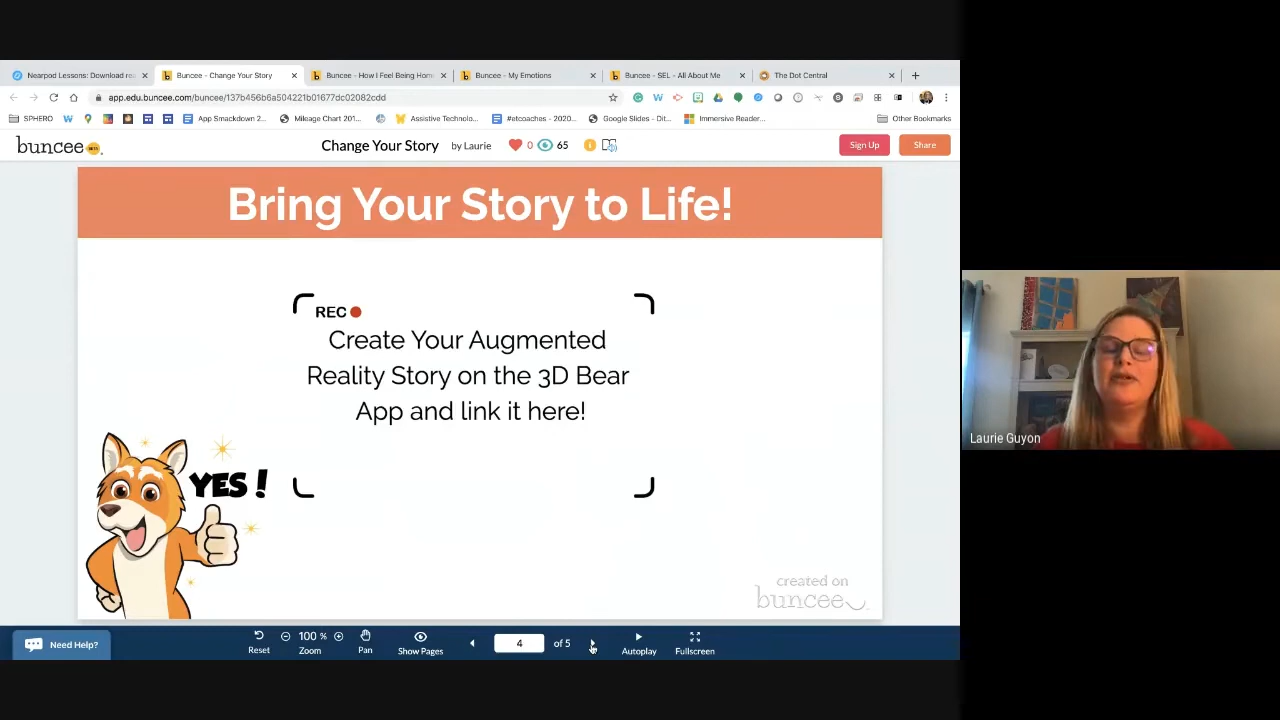 Nearpod Lessons: Download rea
Buncee - Change Your Story
Buncee - How I Feel Being Hom
Buncee - My Emotions
Buncee - SEL - All About Me
The Dot Central
app.edu.buncee.com/buncee/137b456b6a504221b01677dc02082cdd
SPHERO
App Smackdown 2...
Mileage Chart 201...
Assistive Technolo...
#etcoaches - 2020...
Google Slides - Dit...
Immersive Reader...
Other Bookmarks
buncee
Change Your Story by Laurie 0 65
Sign Up
Share
Bring Your Story to Life!
REC
Create Your Augmented
Reality Story on the 3D Bear
App and link it here!
YES!
created on
buncee
Laurie Guyon
Need Help?
Reset
100 %
Zoom
Pan
Show Pages
4 of 5
Autoplay
Fullscreen